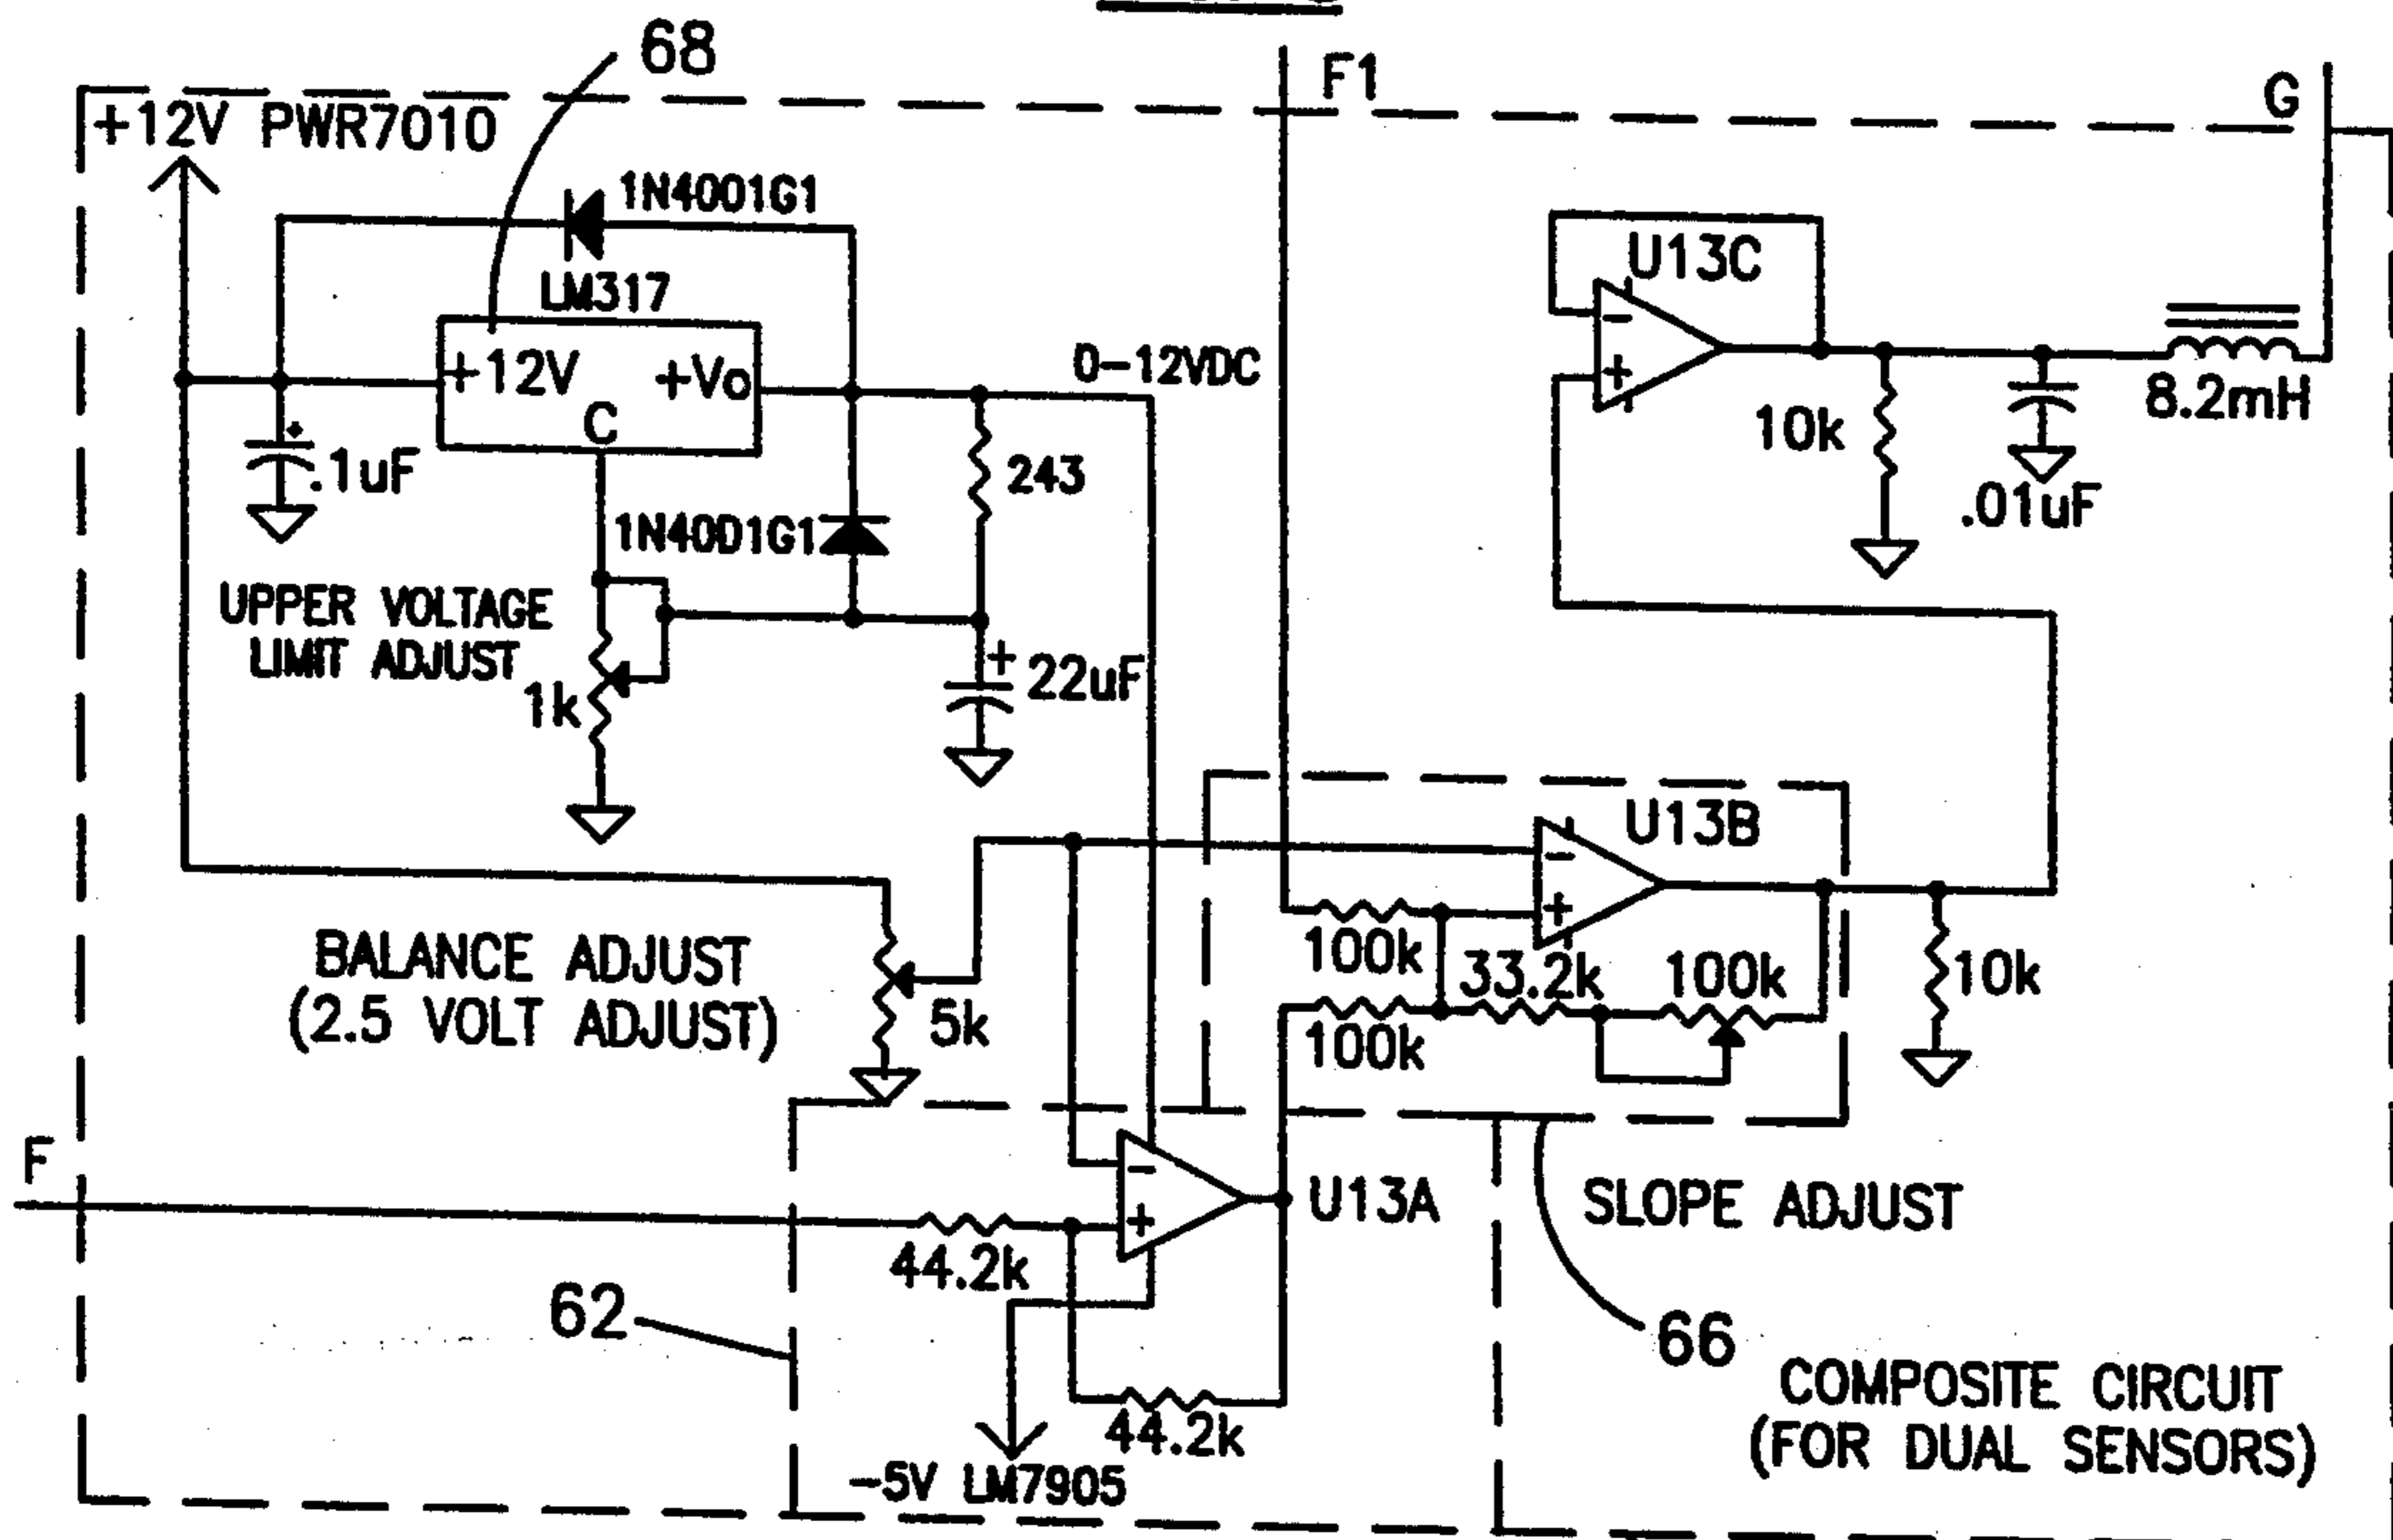 68
F1
G
+12V PWR7010
1N4001G1
LM317
+12V
+Vo
C
0-12VDC
.1uF
243
1N40D1G1
UPPER VOLTAGE
LIMIT ADJUST
1k
+
22uF
U13C
-
+
10k
.01uF
8.2mH
U13B
-
+
100k
33.2k
100k
100k
10k
BALANCE ADJUST
(2.5 VOLT ADJUST)
5k
F
-
+
U13A
44.2k
44.2k
-5V LM7905
62
SLOPE ADJUST
66
COMPOSITE CIRCUIT
(FOR DUAL SENSORS)